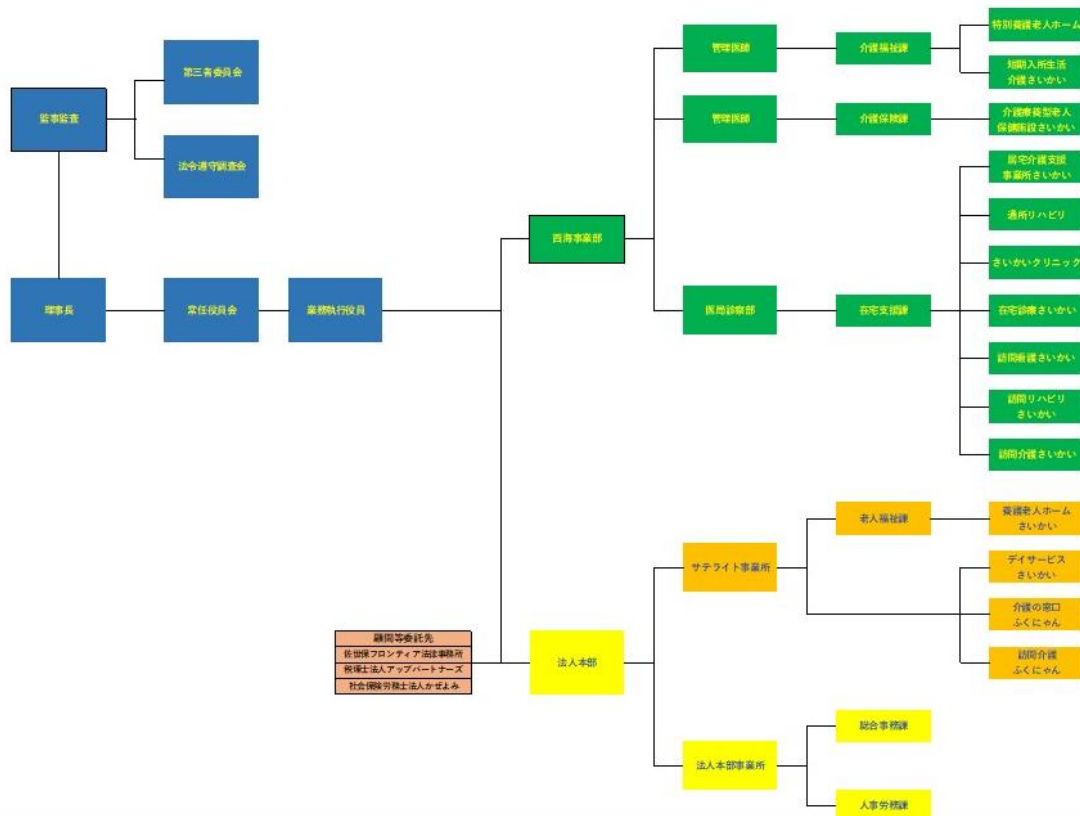 監事監査
第三者委員会
法令遵守調査会
理事長
常任役員会
業務執行役員
西海事業部
管理医師
介護福祉課
特別養護老人ホーム
短期入所生活
介護さいかい
管理医師
介護保険課
介護療養型老人
保健施設さいかい
医局診察部
在宅支援課
居宅介護支援
事業所さいかい
通所リハビリ
さいかいクリニック
在宅診療さいかい
訪問看護さいかい
訪問リハビリ
さいかい
訪問介護さいかい
顧問等委託先
佐世保フロンティア法律事務所
税理士法人アップパートナーズ
社会保険労務士法人かぜよみ
法人本部
サテライト事業所
老人福祉課
養護老人ホーム
さいかい
デイサービス
さいかい
介護の窓口
ふくにゃん
訪問介護
ふくにゃん
法人本部事業所
総合事務課
人事労務課